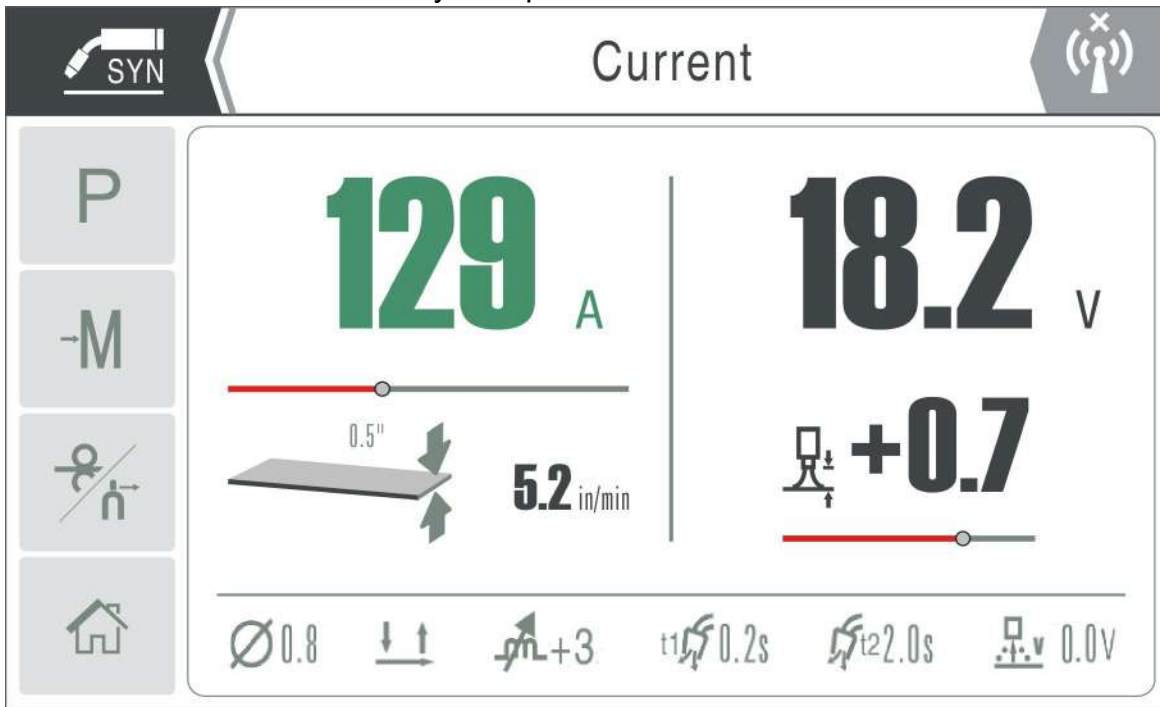 SYN
Current
P
M
129 A
18.2 V
0.5"
5.2 in/min
+0.7
Ø0.8
+3
t1 0.2s
t2 2.0s
V 0.0V